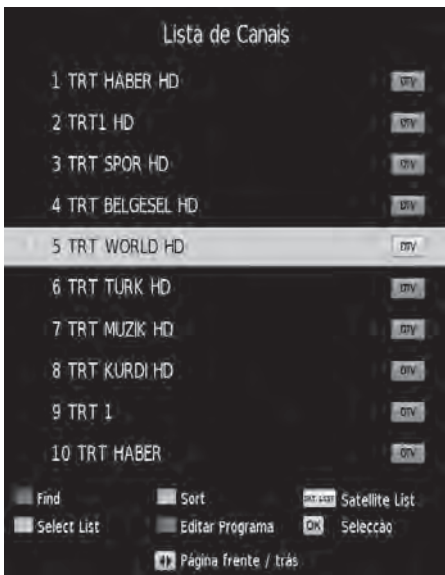 Lista de Canais
1 TRT HABER HD DTV
2 TRT1 HD DTV
3 TRT SPOR HD DTV
4 TRT BELGESEL HD DTV
5 TRT WORLD HD DTV
6 TRT TURK HD DTV
7 TRT MUZIK HD DTV
8 TRT KURDI HD DTV
9 TRT 1 DTV
10 TRT HABER DTV
Find Sort Satellite List
Select List Editar Programa OK Selecção
Página frente / trás